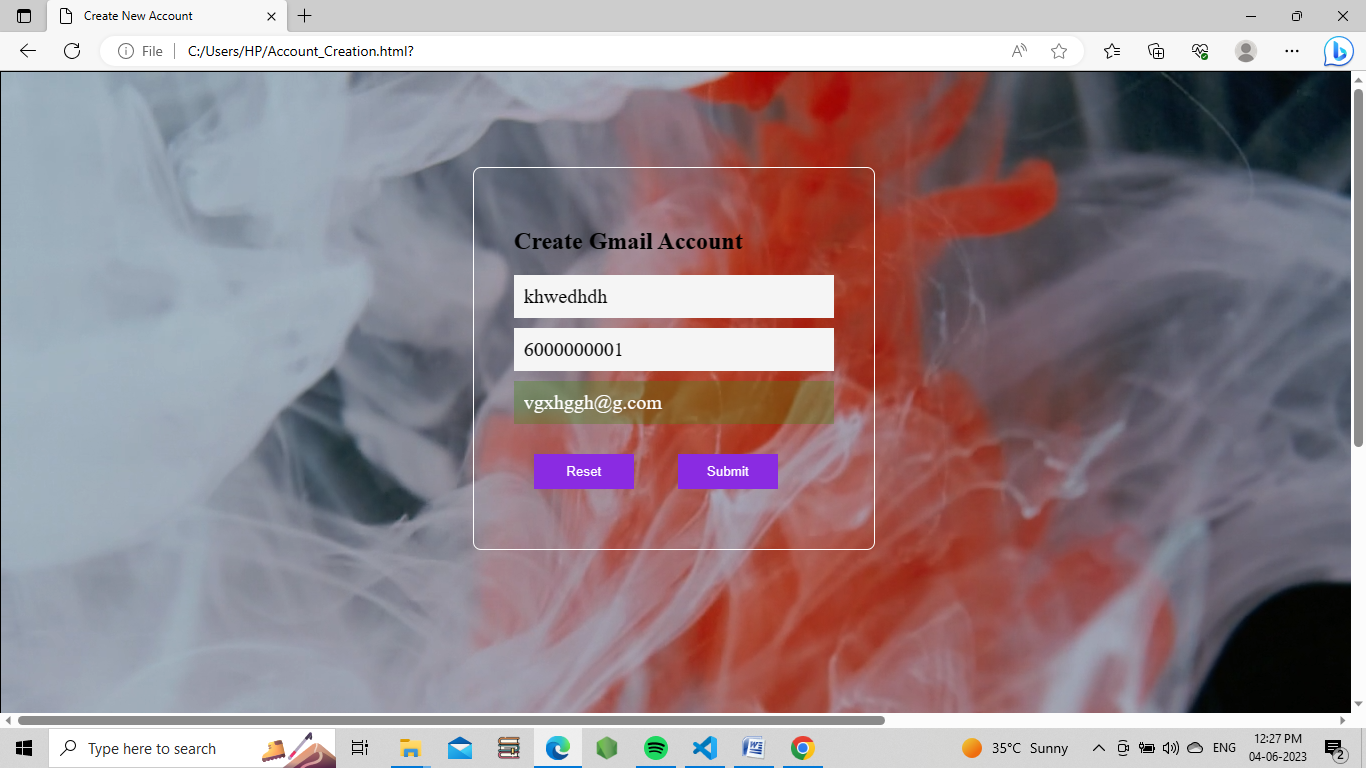 Create New Account
File
C:/Users/HP/Account_Creation.html?
Create Gmail Account
khwedhdh
6000000001
vgxhggh@g.com
Reset Submit
Type here to search
35°C Sunny
ENG
12:27 PM
04-06-2023
2